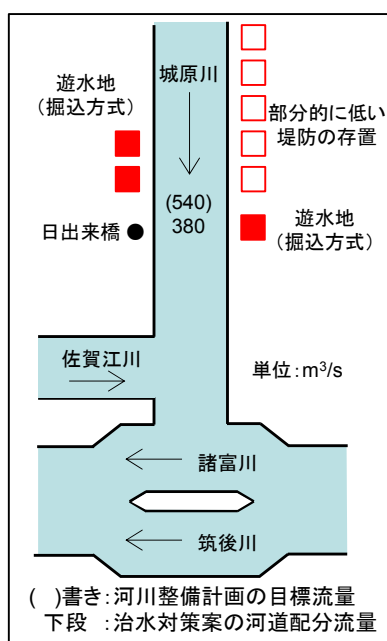 城原川
遊水地
(掘込方式)
部分的に低い
堤防の存置
(540)
380
日出来橋
遊水地
(掘込方式)
佐賀江川
単位:m³/s
諸富川
筑後川
( )書き:河川整備計画の目標流量
下段 :治水対策案の河道配分流量